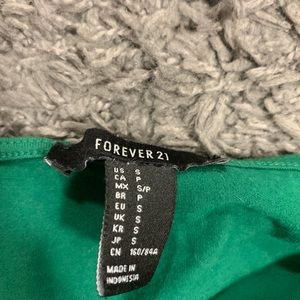 FOREVER 21
US S
CA P
MX S/P
BR P
EU S
UK S
KR S
JP S
CN 160/84A
MADE IN
INDONESIA